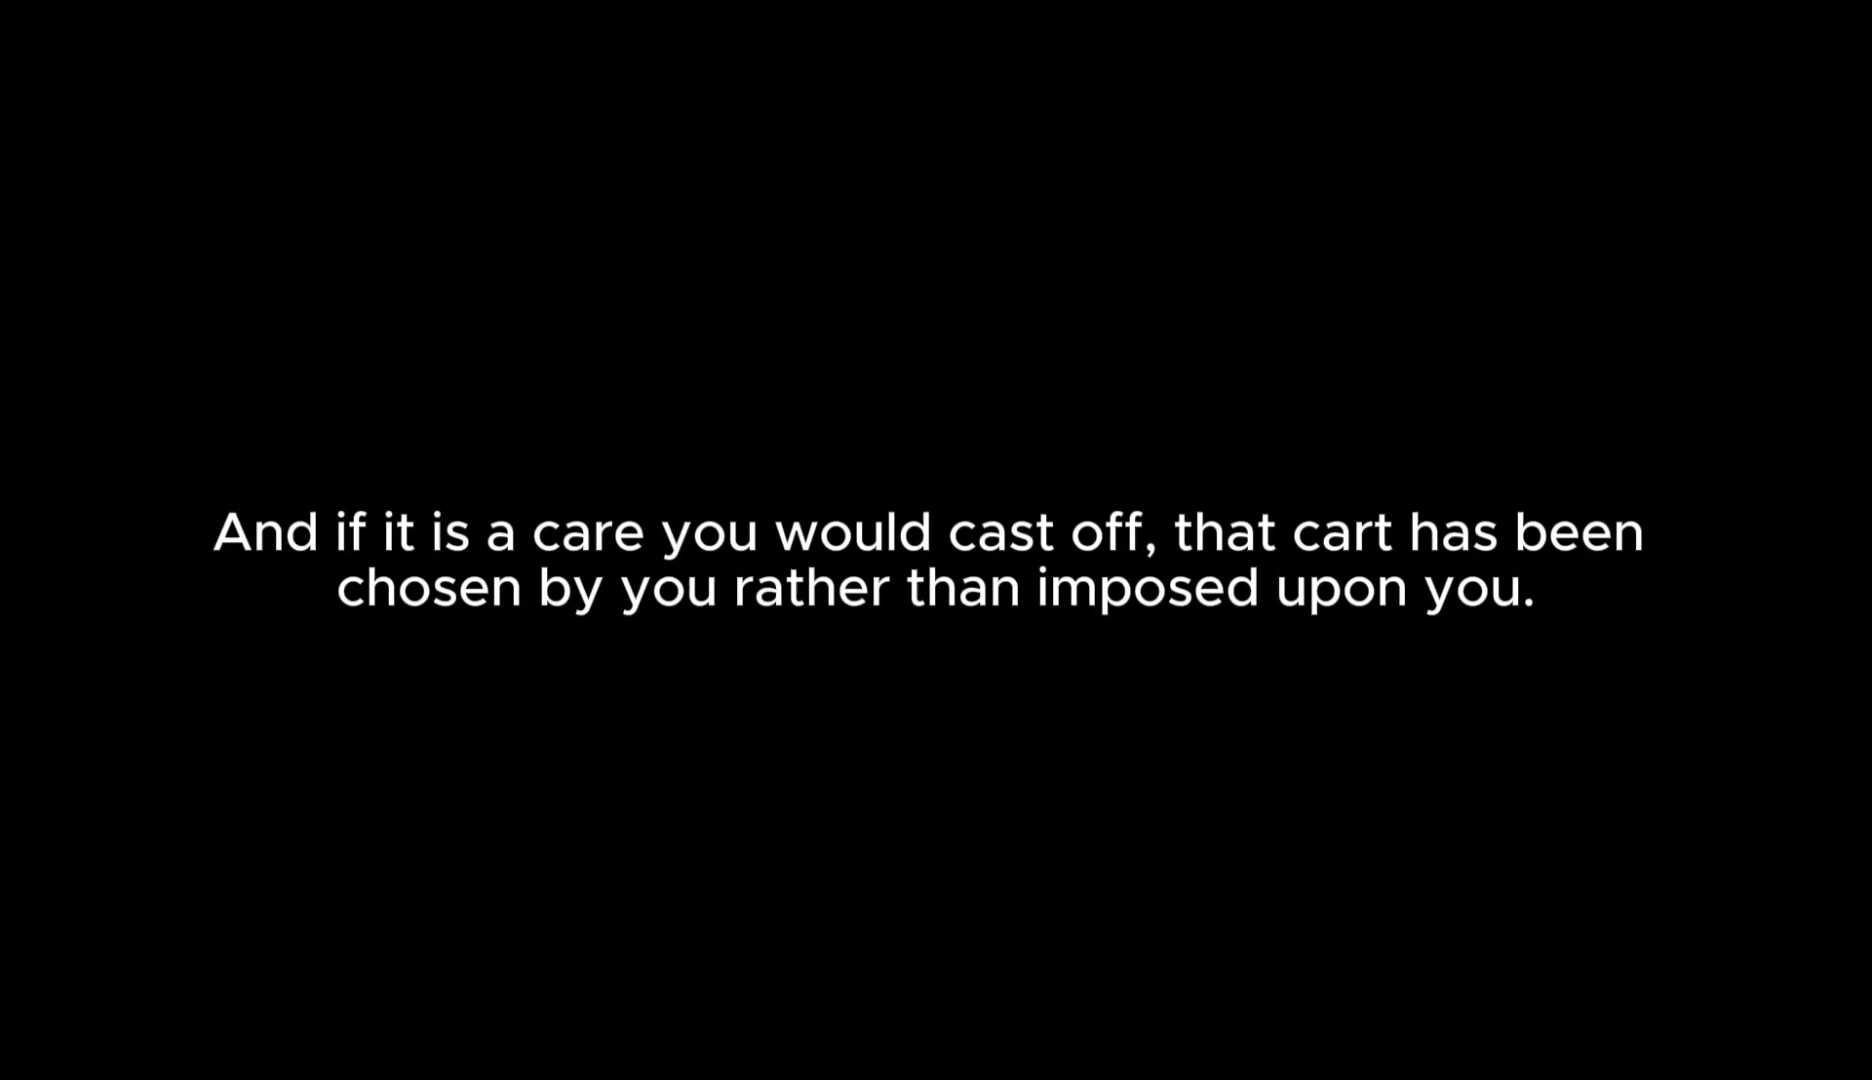 And if it is a care you would cast off, that cart has been
chosen by you rather than imposed upon you.